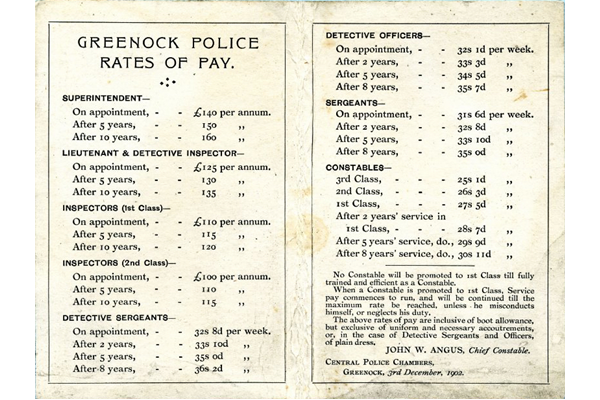 GREENOCK POLICE
RATES OF PAY.
SUPERINTENDENT—
On appointment, - - £140 per annum.
After 5 years, - - 150 ,,
After 10 years, - - 160 ,,
LIEUTENANT & DETECTIVE INSPECTOR—
On appointment, - - £125 per annum.
After 5 years, - - 130 ,,
After 10 years, - - 135 ,,
INSPECTORS (1st Class)—
On appointment, - - £110 per annum.
After 5 years, - - 115 ,,
After 10 years, - - 120 ,,
INSPECTORS (2nd Class)—
On appointment, - - £100 per annum.
After 5 years, - - 110 ,,
After 10 years, - - 115 ,,
DETECTIVE SERGEANTS—
On appointment, - - 32s 8d per week.
After 2 years, - - 33s 10d ,,
After 5 years, - - 35s 0d ,,
After 8 years, - - 36s 2d ,,
DETECTIVE OFFICERS—
On appointment, - - 32s 1d per week.
After 2 years, - - 33s 3d ,,
After 5 years, - - 34s 5d ,,
After 8 years, - - 35s 7d ,,
SERGEANTS—
On appointment, - - 31s 6d per week.
After 2 years, - - 32s 8d ,,
After 5 years, - - 33s 10d ,,
After 8 years, - - 35s 0d ,,
CONSTABLES—
3rd Class, - - - 25s 1d ,,
2nd Class, - - - 26s 3d ,,
1st Class, - - - 27s 5d ,,
After 2 years' service in
1st Class, - - 28s 7d ,,
After 5 years' service, do., 29s 9d ,,
After 8 years' service, do., 30s 11d ,,
No Constable will be promoted to 1st Class till fully
trained and efficient as a Constable.
When a Constable is promoted to 1st Class, Service
pay commences to run, and will be continued till the
maximum rate be reached, unless he misconducts
himself, or neglects his duty.
The above rates of pay are inclusive of boot allowance,
but exclusive of uniform and necessary accoutrements,
or, in the case of Detective Sergeants and Officers,
of plain dress.
JOHN W. ANGUS, Chief Constable.
CENTRAL POLICE CHAMBERS,
GREENOCK, 3rd December, 1902.